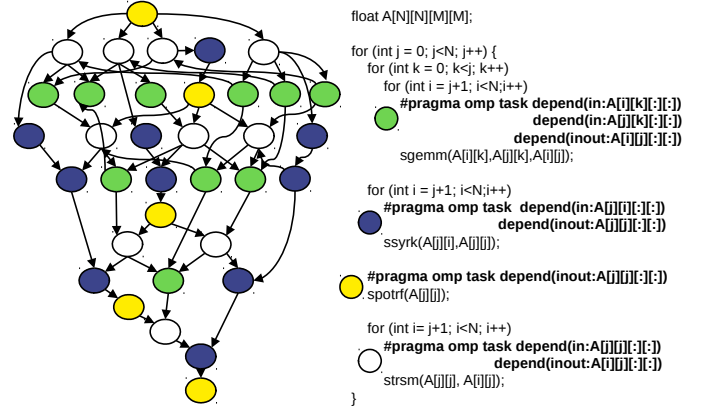 float A[N][N][M][M];
for (int j = 0; j<N; j++) {
for (int k = 0; k<j; k++)
for (int i = j+1; i<N;i++)
#pragma omp task depend(in:A[i][k][:][:])
depend(in:A[j][k][:][:])
depend(inout:A[i][j][:][:])
sgemm(A[i][k],A[j][k],A[i][j]);
for (int i = j+1; i<N;i++)
#pragma omp task depend(in:A[j][i][:][:])
depend(inout:A[j][j][:][:])
ssyrk(A[j][i],A[j][j]);
#pragma omp task depend(inout:A[j][j][:][:])
spotrf(A[j][j]);
for (int i= j+1; i<N; i++)
#pragma omp task depend(in:A[j][j][:][:])
depend(inout:A[i][j][:][:])
strsm(A[j][j], A[i][j]);
}